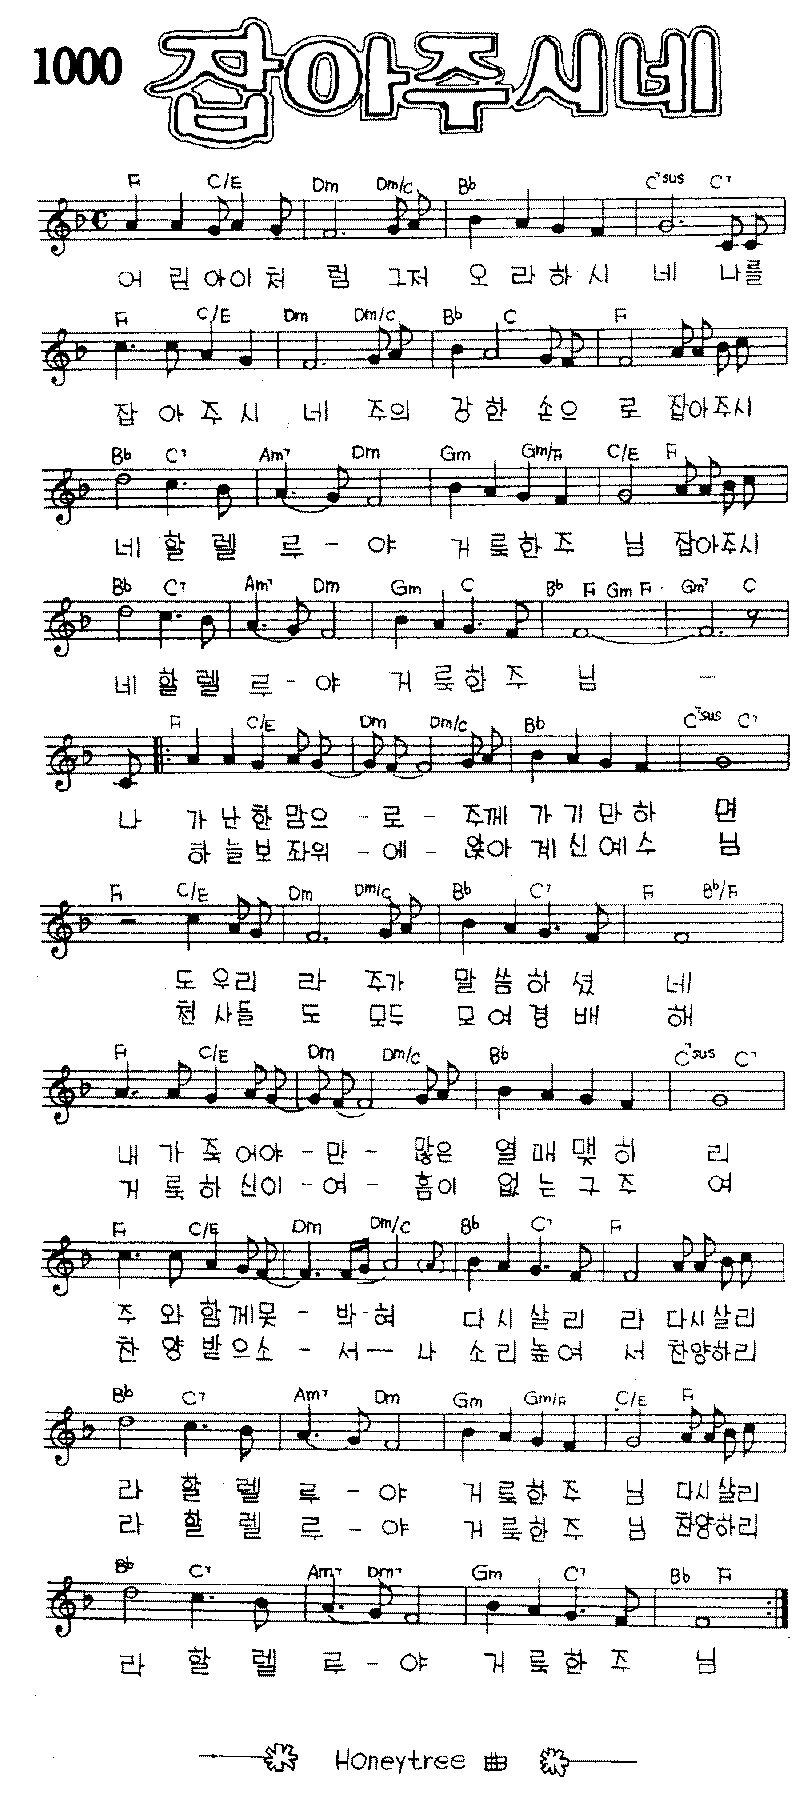 1000 잡아주시네
F C/E Dm Dm/C Bb C7sus C7
어 린 아이 처 럼 그저 오 라 하 시 네 나를
F C/E Dm Dm/C Bb C F
잡 아 주 시 네 주의 강 한 손으 로 잡아주시
Bb C7 Am7 Dm Gm Gm/F C/E F
네 할 렐 루 - 야 거 룩 한 주 님 잡아주시
Bb C7 Am7 Dm Gm C Bb F Gm F Gm7 C
네 할 렐 루 - 야 거 룩 한 주 님 -
F C/E Dm Dm/C Bb C7sus C7
나 가 난 한 맘 으 - 로 - 주께 가 기 만 하 면
하 늘 보 좌 위 - 에 - 앉아 계 신 예 수 님
F C/E Dm Dm/C Bb C7 F Bb/F
도 우리 라 주가 말 씀 하 셨 네
천 사들 도 모두 모 여 경 배 해
F C/E Dm Dm/C Bb C7sus C7
내 가 죽 어야 - 만 - 많은 열 매 맺 하 리
거 룩 하 신이 - 여 - 흠이 없 는 구 주 여
F C/E Dm Dm/C Bb C7 F
주 와 함 께못 - 박 - 혀 다 시 살 리 라 다시 살리
찬 양 받 으소 - 서 — 나 소 리 높 여 서 찬양하리
Bb C7 Am7 Dm Gm Gm/F C/E F
라 할 렐 루 - 야 거 룩 한 주 님 다시 살리
라 할 렐 루 - 야 거 룩 한 주 님 찬양하리
Bb C7 Am7 Dm7 Gm C7 Bb F
라 할 렐 루 - 야 거 룩 한 주 님
Honeytree